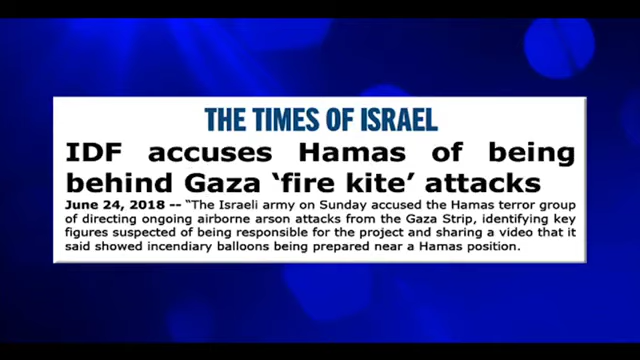 THE TIMES OF ISRAEL
IDF accuses Hamas of being
behind Gaza ‘fire kite’ attacks
June 24, 2018 -- “The Israeli army on Sunday accused the Hamas terror group
of directing ongoing airborne arson attacks from the Gaza Strip, identifying key
figures suspected of being responsible for the project and sharing a video that it
said showed incendiary balloons being prepared near a Hamas position.